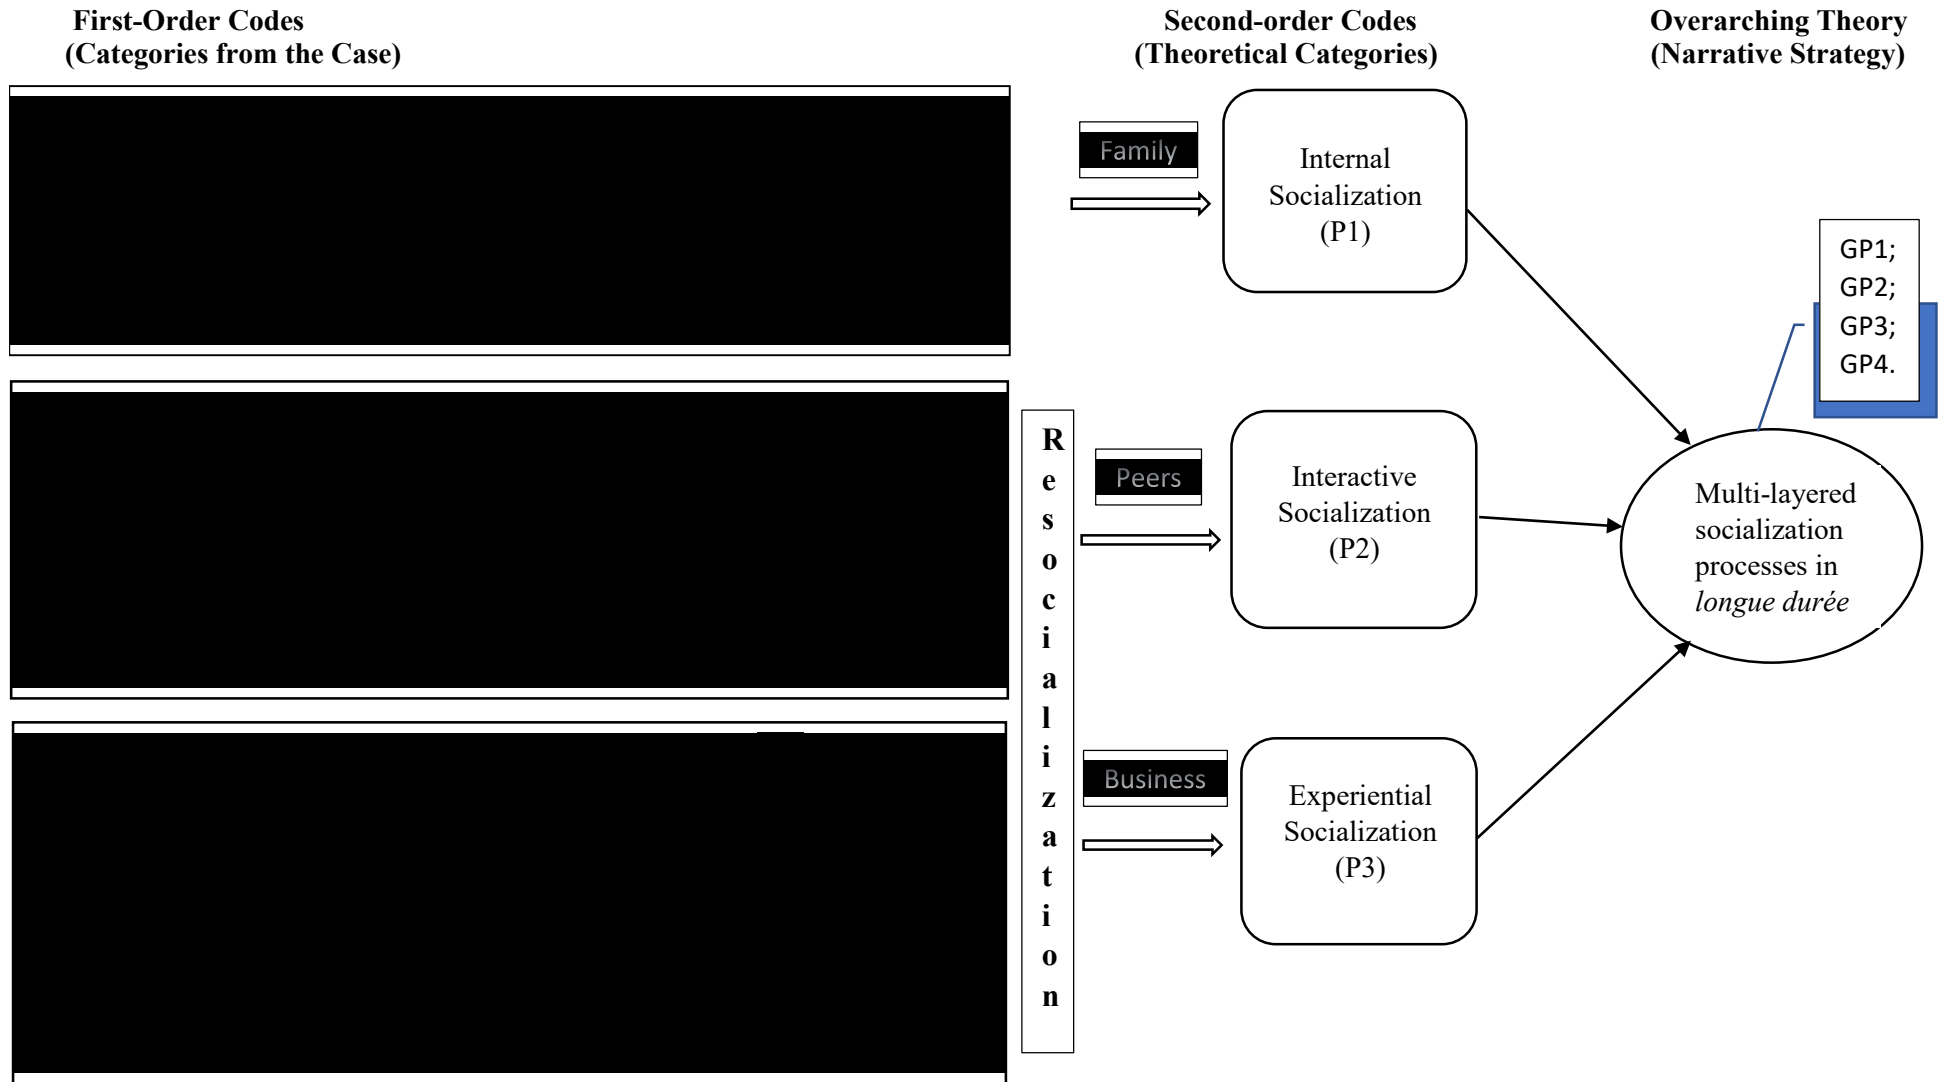 First-Order Codes
(Categories from the Case)
Second-order Codes
(Theoretical Categories)
Overarching Theory
(Narrative Strategy)
Family
Internal
Socialization
(P1)
GP1;
GP2;
GP3;
GP4.
Resocialization
Peers
Interactive
Socialization
(P2)
Multi-layered
socialization
processes in
longue durée
Business
Experiential
Socialization
(P3)